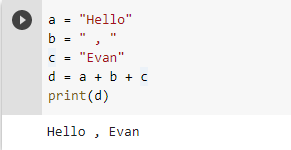 a = "Hello"
b = " , "
c = "Evan"
d = a + b + c
print(d)
Hello , Evan